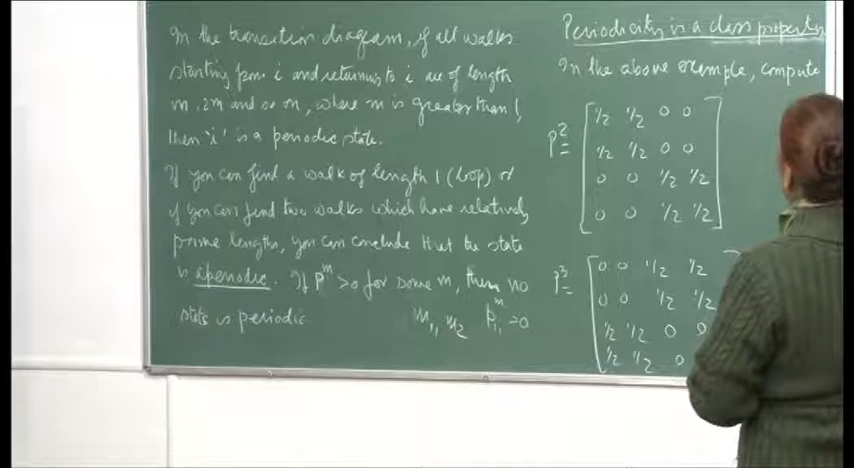 In the transition diagram, if all walks
starting from i and returning to i are of length
m, 2m and so on, where m is greater than 1,
then 'i' is a periodic state.
If you can find a walk of length 1 (loop) or
if you can find two walks which have relatively
prime lengths, you can conclude that the state
is aperiodic. If P^m >0 for some m, then no
state is periodic
m₁, m₂ p₁₁^m >0
Periodicity is a class property
In the above example, compute
P² =
1/2 1/2 0 0
1/2 1/2 0 0
0 0 1/2 1/2
0 0 1/2 1/2
P³ =
0 0 1/2 1/2
0 0 1/2 1/2
1/2 1/2 0 0
1/2 1/2 0